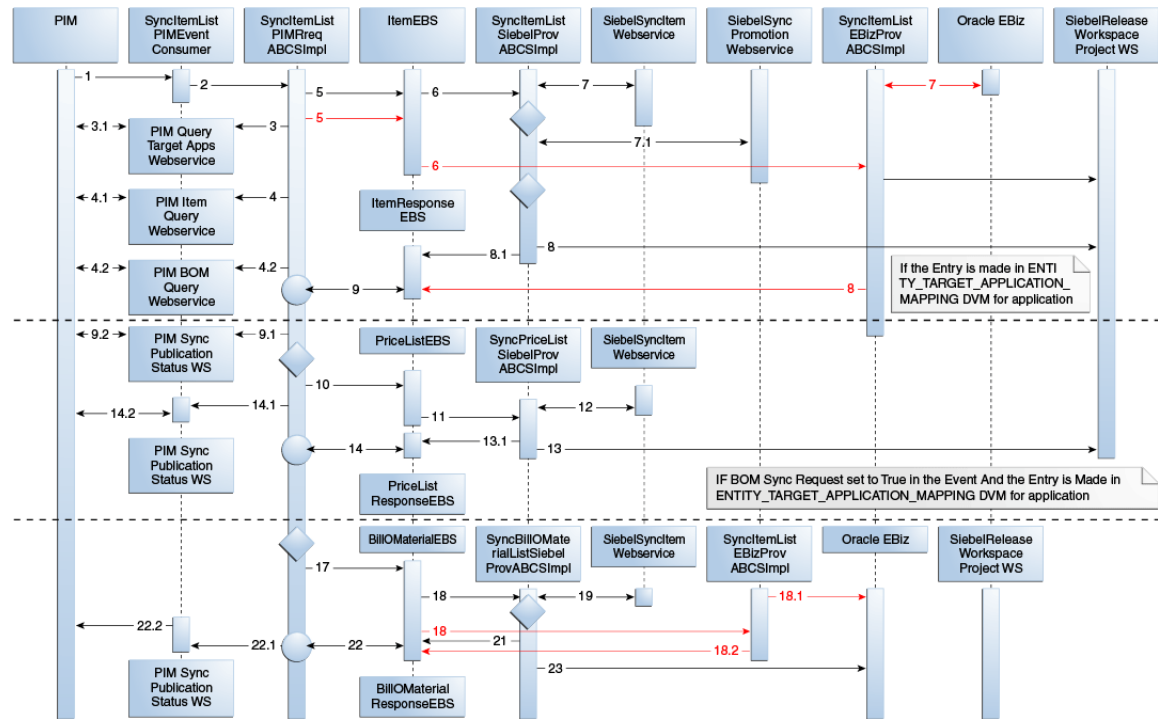 PIM
SyncItemList
PIMEvent
Consumer
SyncItemList
PIMRreq
ABCSImpl
ItemEBS
SyncItemList
SiebelProv
ABCSImpl
SiebelSyncItem
Webservice
SiebelSync
Promotion
Webservice
SyncItemList
EBizProv
ABCSImpl
Oracle EBiz
SiebelRelease
Workspace
Project WS
1
2
5
6
7
7
3.1
3
5
PIM Query
Target Apps
Webservice
7.1
6
4.1
4
PIM Item
Query
Webservice
ItemResponse
EBS
8.1
8
4.2
4.2
PIM BOM
Query
Webservice
9
8
If the Entry is made in ENTI
TY_TARGET_APPLICATION_
MAPPING DVM for application
9.2
9.1
PIM Sync
Publication
Status WS
PriceListEBS
SyncPriceList
SiebelProv
ABCSImpl
SiebelSyncItem
Webservice
10
14.2
14.1
11
12
PIM Sync
Publication
Status WS
14
13.1
13
PriceList
ResponseEBS
IF BOM Sync Request set to True in the Event And the Entry is Made in
ENTITY_TARGET_APPLICATION_MAPPING DVM for application
BillOMaterialEBS
SyncBillOMate
rialListSiebel
ProvABCSImpl
SiebelSyncItem
Webservice
SyncItemList
EBizProv
ABCSImpl
Oracle EBiz
SiebelRelease
Workspace
Project WS
17
18
19
18.1
22.2
18
22.1
22
21
18.2
23
PIM Sync
Publication
Status WS
BillOMaterial
ResponseEBS